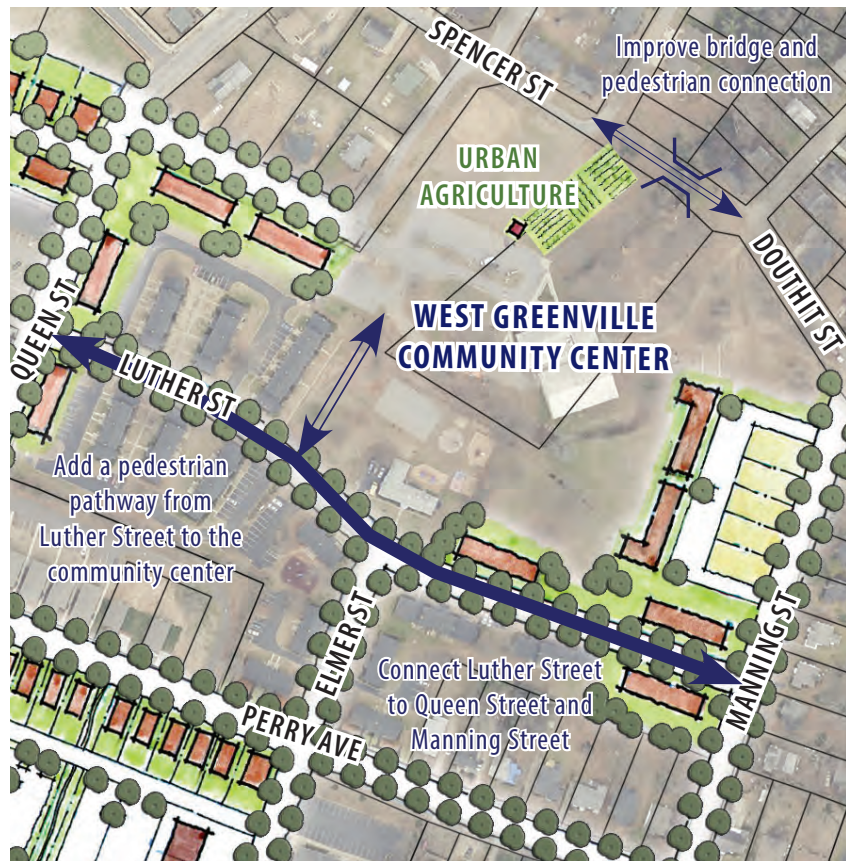 SPENCER ST
Improve bridge and
pedestrian connection
URBAN
AGRICULTURE
DOUTHIT ST
WEST GREENVILLE
COMMUNITY CENTER
QUEEN ST
LUTHER ST
Add a pedestrian
pathway from
Luther Street to the
community center
ELMER ST
MANNING ST
Connect Luther Street
to Queen Street and
Manning Street
PERRY AVE